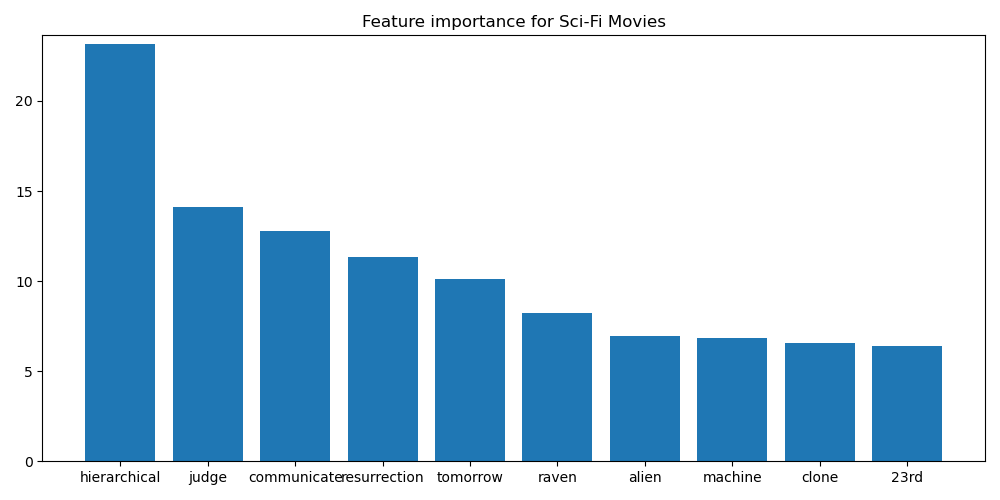 Feature importance for Sci-Fi Movies
20
15
10
5
0
hierarchical judge communicate resurrection tomorrow raven alien machine clone 23rd